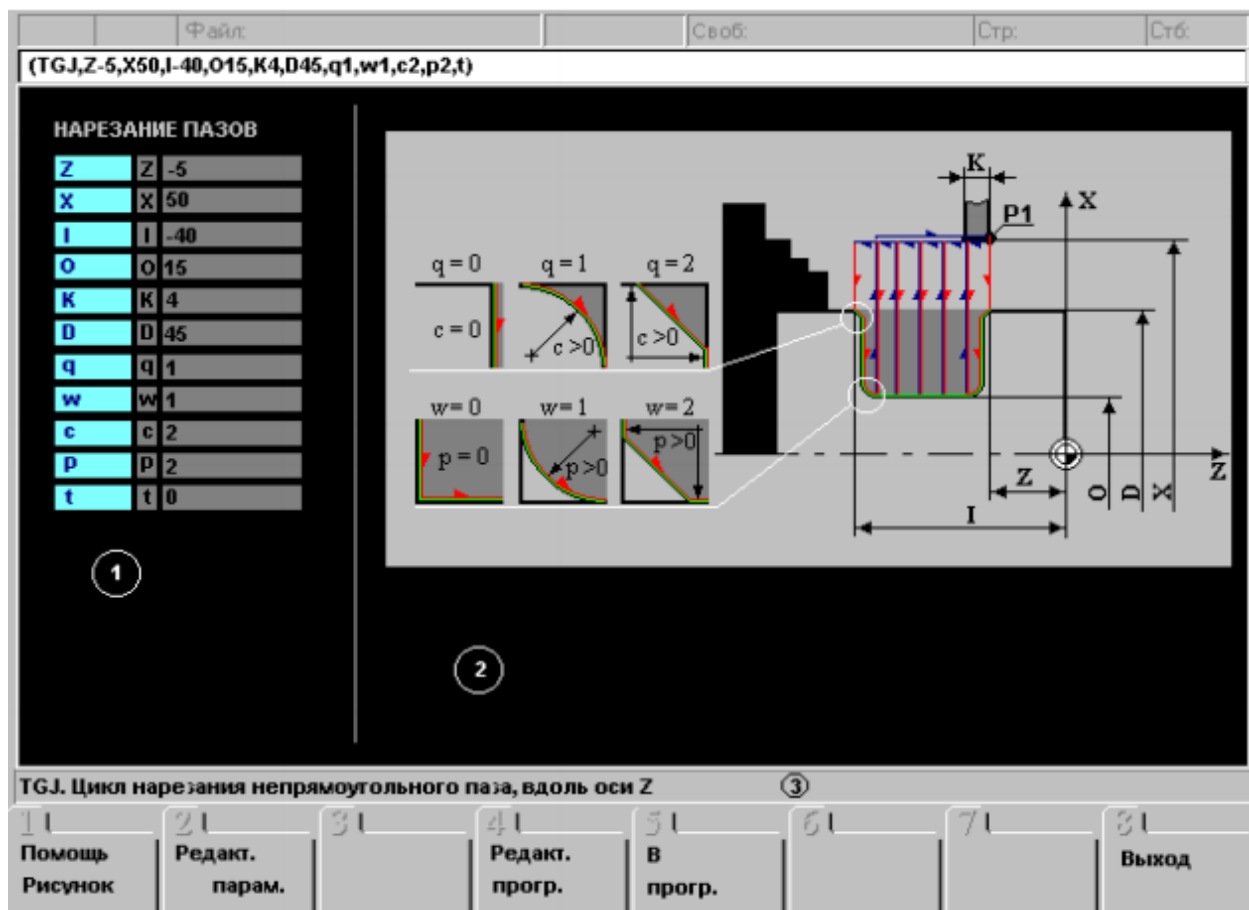 Файл: Своб: Стр: Стб:
(TGJ,Z-5,X50,I-40,O15,K4,D45,q1,w1,c2,p2,t)
НАРЕЗАНИЕ ПАЗОВ
Z Z -5
X X 50
I I -40
O O 15
K K 4
D D 45
q q 1
w w 1
c c 2
p p 2
t t 0
1
K
P1
X
q = 0 q = 1 q = 2
c = 0 c >0 c >0
w= 0 w= 1 w= 2
p = 0 p>0 p>0
Z
Z
O D X
I
2
TGJ. Цикл нарезания непрямоугольного паза, вдоль оси Z 3
1 2 3 4 5 6 7 8
Помощь Редакт. Редакт. В Выход
Рисунок парам. прогр. прогр.